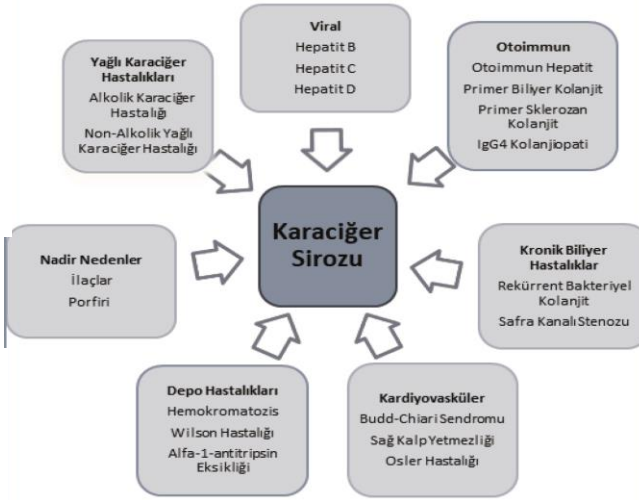 Viral
Hepatit B
Hepatit C
Hepatit D
Yağlı Karaciğer
Hastalıkları
Alkolik Karaciğer
Hastalığı
Non-Alkolik Yağlı
Karaciğer Hastalığı
Otoimmun
Otoimmun Hepatit
Primer Biliyer Kolanjit
Primer Sklerozan
Kolanjit
IgG4 Kolanjiopati
Karaciğer
Sirozu
Nadir Nedenler
İlaçlar
Porfiri
Kronik Biliyer
Hastalıklar
Rekürrent Bakteriyel
Kolanjit
Safra Kanalı Stenozu
Depo Hastalıkları
Hemokromatozis
Wilson Hastalığı
Alfa-1-antitripsin
Eksikliği
Kardiyovasküler
Budd-Chiari Sendromu
Sağ Kalp Yetmezliği
Osler Hastalığı